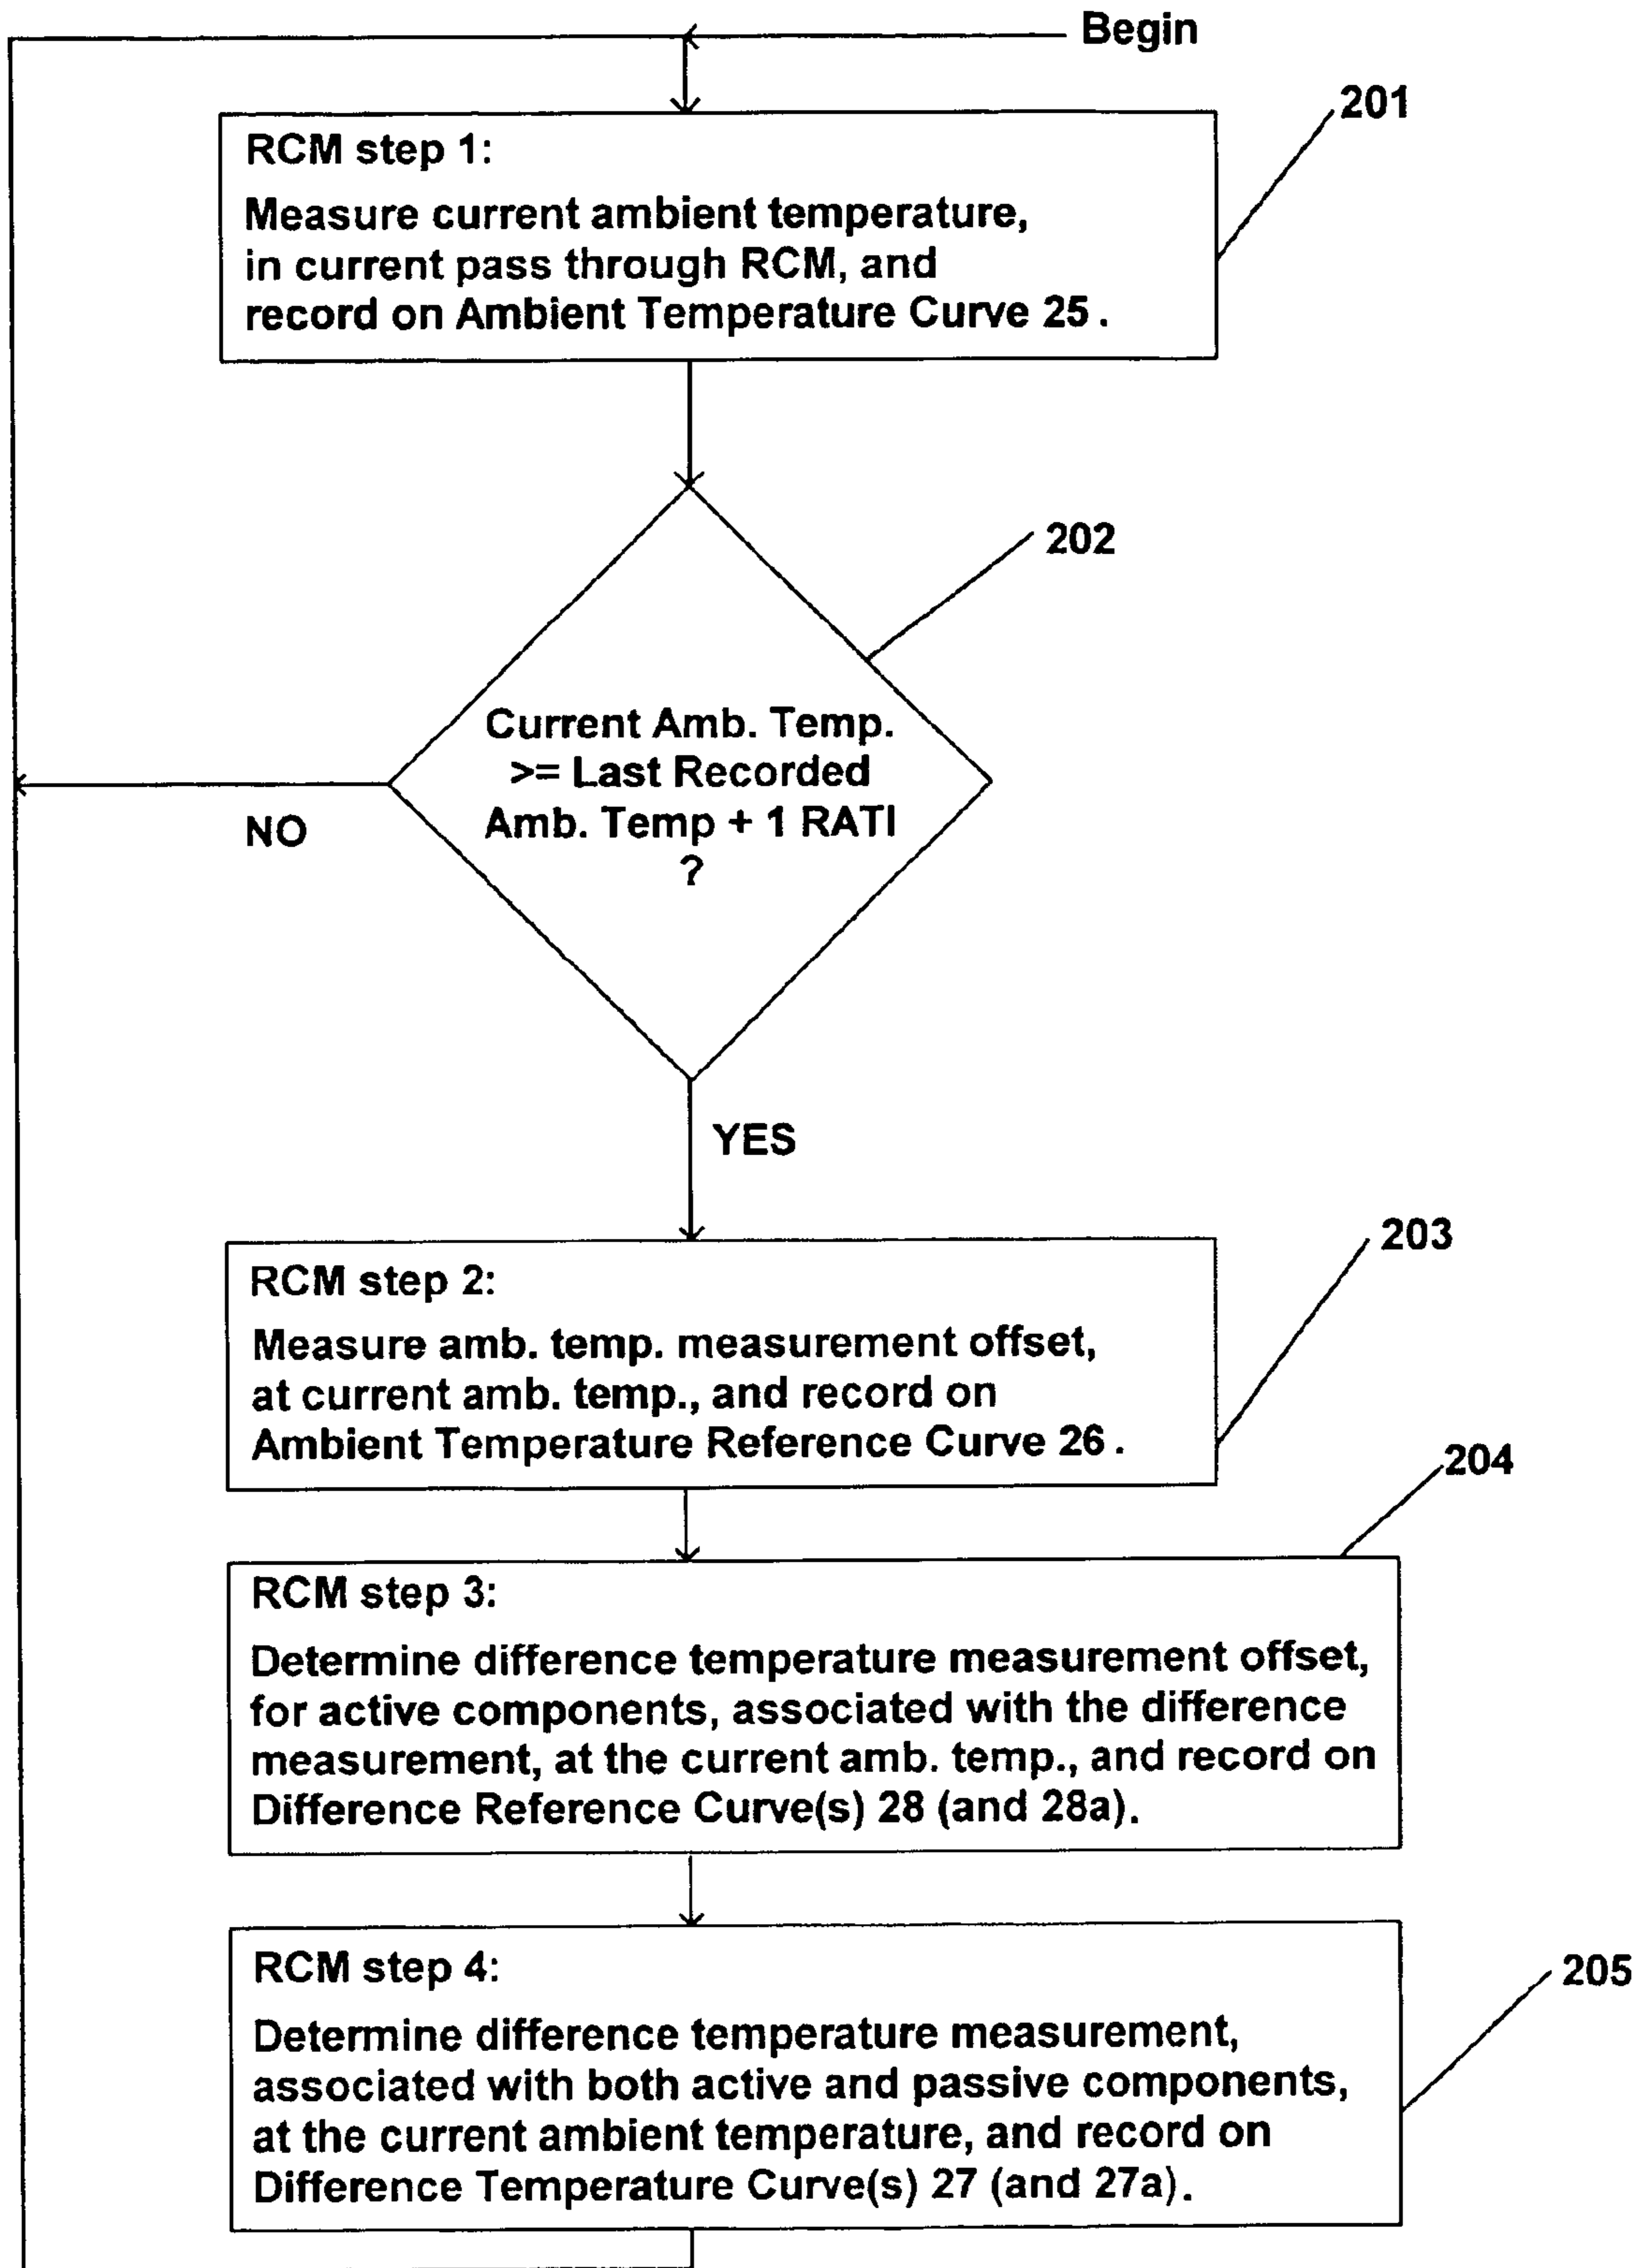 Begin
201
RCM step 1:
Measure current ambient temperature,
in current pass through RCM, and
record on Ambient Temperature Curve 25 .
202
Current Amb. Temp.
>= Last Recorded
Amb. Temp + 1 RATI
?
NO
YES
203
RCM step 2:
Measure amb. temp. measurement offset,
at current amb. temp., and record on
Ambient Temperature Reference Curve 26 .
204
RCM step 3:
Determine difference temperature measurement offset,
for active components, associated with the difference
measurement, at the current amb. temp., and record on
Difference Reference Curve(s) 28 (and 28a).
205
RCM step 4:
Determine difference temperature measurement,
associated with both active and passive components,
at the current ambient temperature, and record on
Difference Temperature Curve(s) 27 (and 27a).